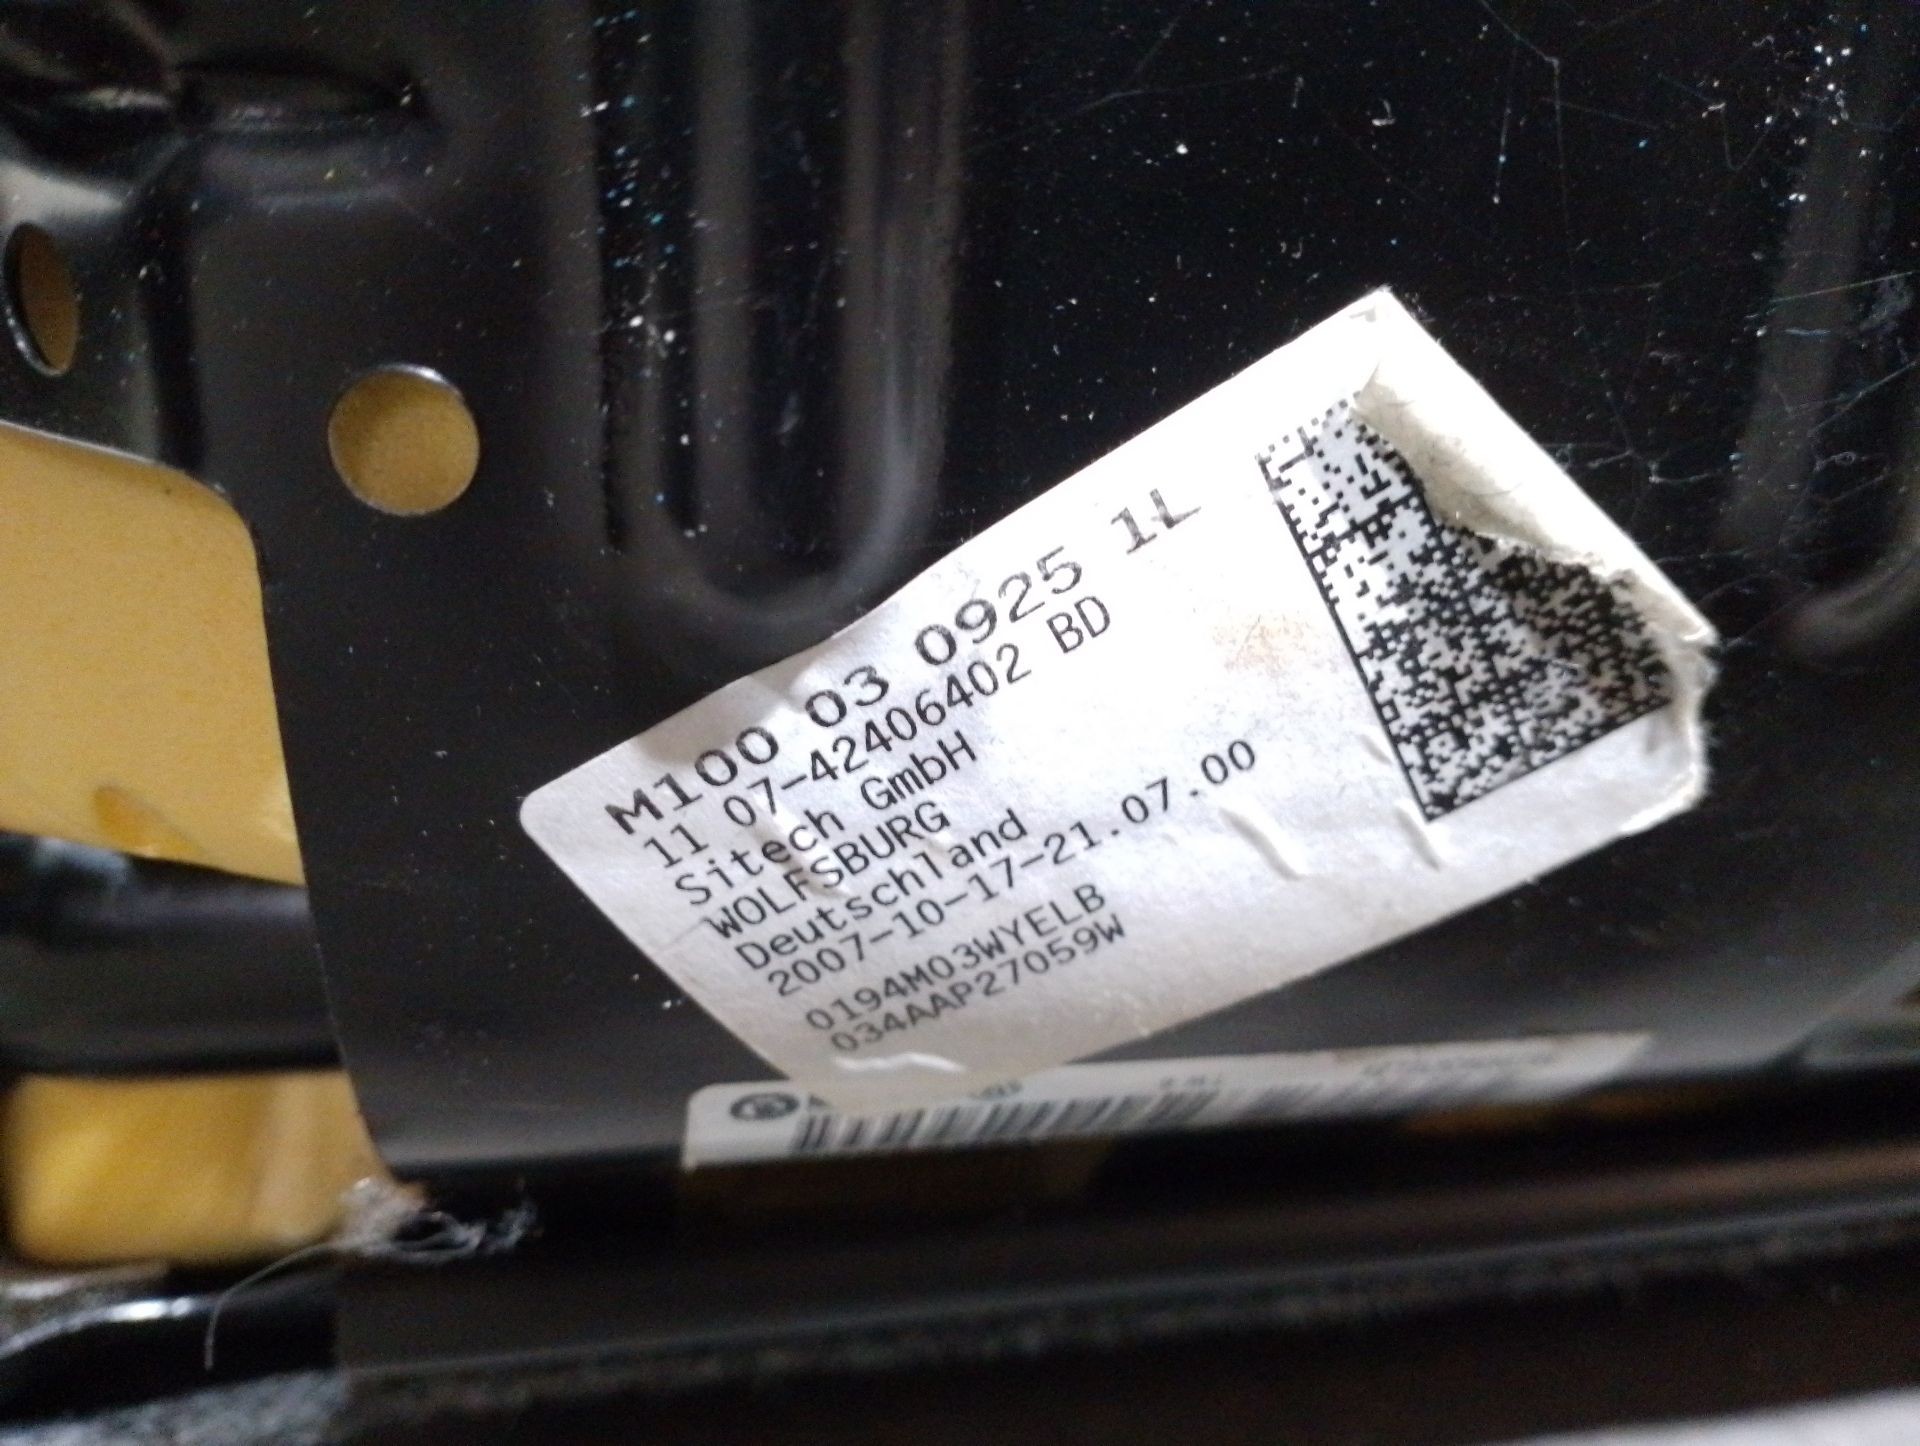 M100 03 0925 1L
11 07-42406402 BD
Sitech GmbH
WOLFSBURG
Deutschland
2007-10-17-21.07.00
0194M03WYELB
034AAP27059W